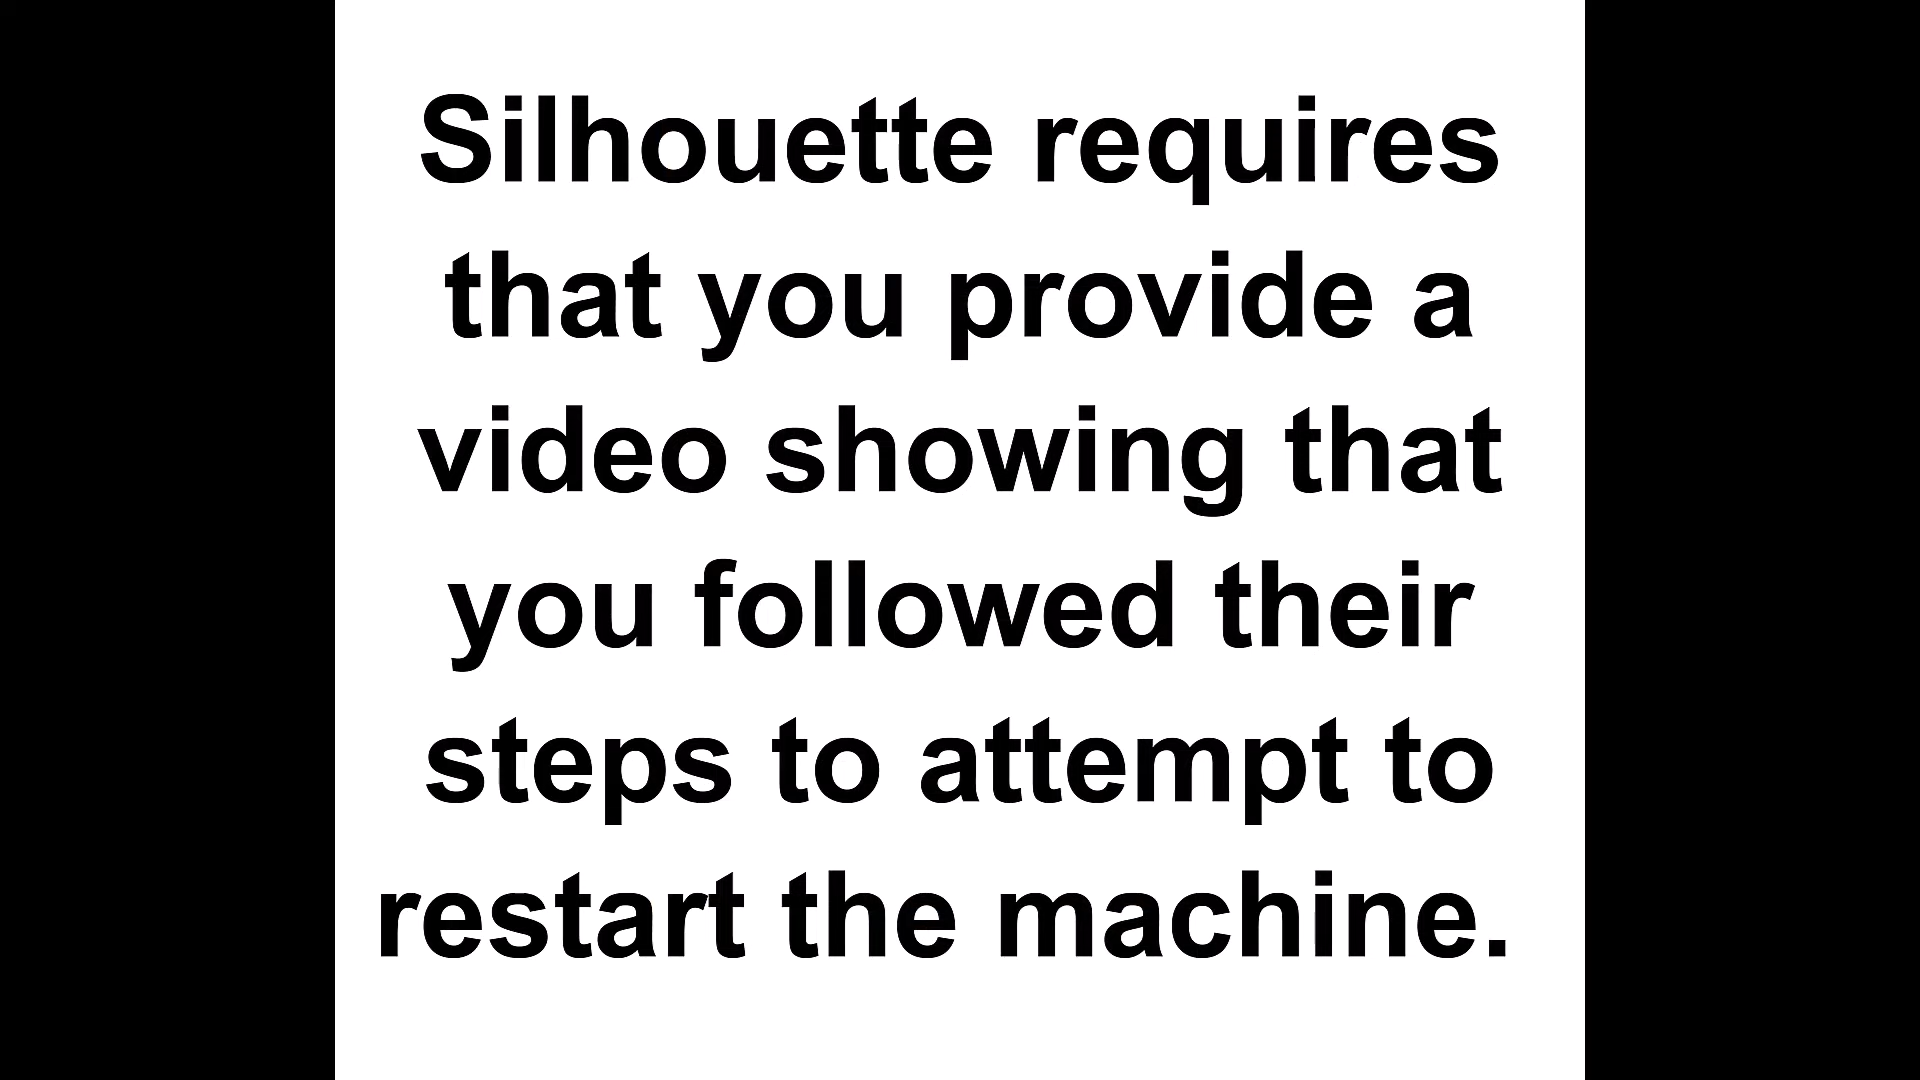 Silhouette requires
that you provide a
video showing that
you followed their
steps to attempt to
restart the machine.